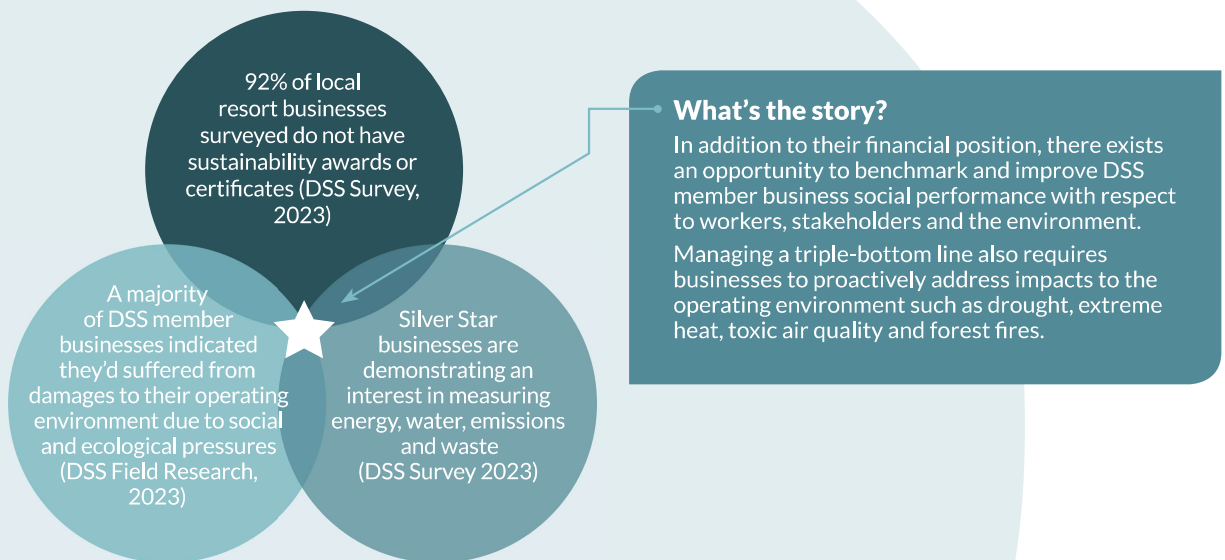 92% of local
resort businesses
surveyed do not have
sustainability awards or
certificates (DSS Survey,
2023)
A majority
of DSS member
businesses indicated
they'd suffered from
damages to their operating
environment due to social
and ecological pressures
(DSS Field Research,
2023)
Silver Star
businesses are
demonstrating an
interest in measuring
energy, water, emissions
and waste
(DSS Survey 2023)
What's the story?
In addition to their financial position, there exists
an opportunity to benchmark and improve DSS
member business social performance with respect
to workers, stakeholders and the environment.
Managing a triple-bottom line also requires
businesses to proactively address impacts to the
operating environment such as drought, extreme
heat, toxic air quality and forest fires.